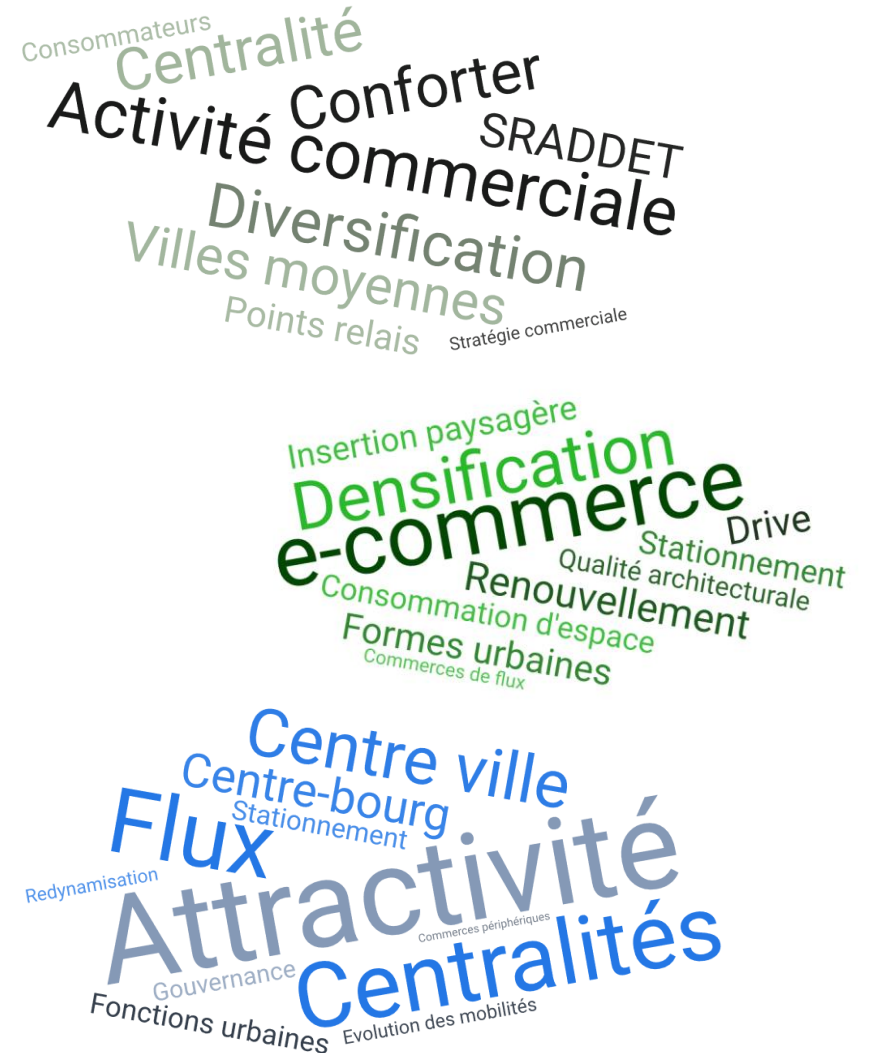 Consommateurs
Centralité
Conforter
Activité commerciale
SRADDET
Diversification
Villes moyennes
Points relais
Stratégie commerciale
Insertion paysagère
Densification
e-commerce
Drive
Stationnement
Qualité architecturale
Renouvellement
Consommation d'espace
Formes urbaines
Commerces de flux
Centre ville
Centre-bourg
Stationnement
Flux
Attractivité
Redynamisation
Commerces périphériques
Centralités
Gouvernance
Fonctions urbaines
Evolution des mobilités